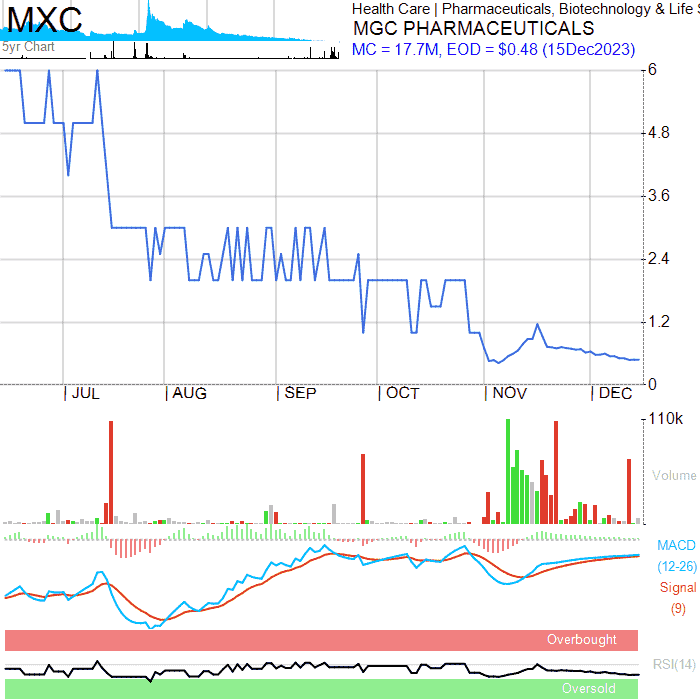 MXC
5yr Chart
Health Care | Pharmaceuticals, Biotechnology & Life S
MGC PHARMACEUTICALS
MC = 17.7M, EOD = $0.48 (15Dec2023)
6
4.8
3.6
2.4
1.2
0
JUL AUG SEP OCT NOV DEC
110k
Volume
MACD
(12-26)
Signal
(9)
Overbought
RSI(14)
Oversold